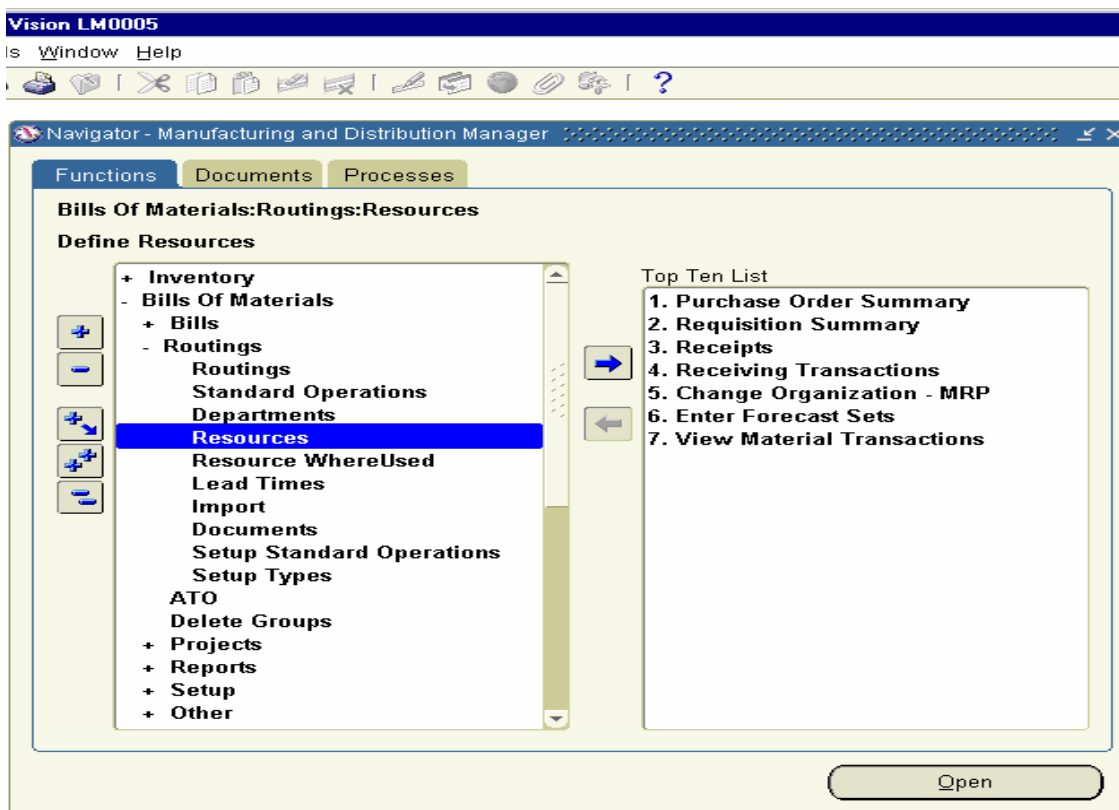 Vision LM0005
ls Window Help
Navigator - Manufacturing and Distribution Manager
Functions Documents Processes
Bills Of Materials:Routings:Resources
Define Resources
+ Inventory
- Bills Of Materials
+ Bills
- Routings
Routings
Standard Operations
Departments
Resources
Resource WhereUsed
Lead Times
Import
Documents
Setup Standard Operations
Setup Types
ATO
Delete Groups
+ Projects
+ Reports
+ Setup
+ Other
Top Ten List
1. Purchase Order Summary
2. Requisition Summary
3. Receipts
4. Receiving Transactions
5. Change Organization - MRP
6. Enter Forecast Sets
7. View Material Transactions
Open